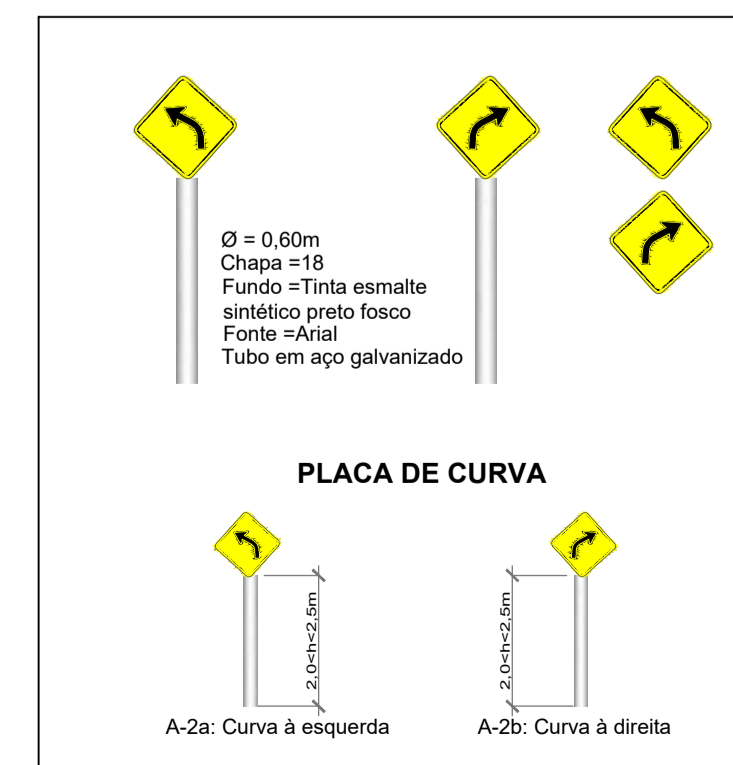 Ø = 0,60m
Chapa =18
Fundo =Tinta esmalte
sintético preto fosco
Fonte =Arial
Tubo em aço galvanizado
PLACA DE CURVA
2,0<h<2,5m
2,0<h<2,5m
A-2a: Curva à esquerda
A-2b: Curva à direita